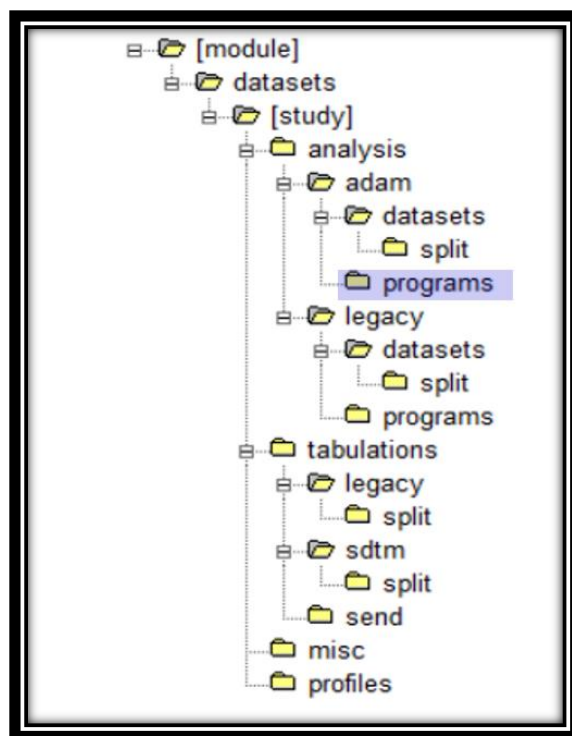 [module]
datasets
[study]
analysis
adam
datasets
split
programs
legacy
datasets
split
programs
tabulations
legacy
split
sdtm
split
send
misc
profiles